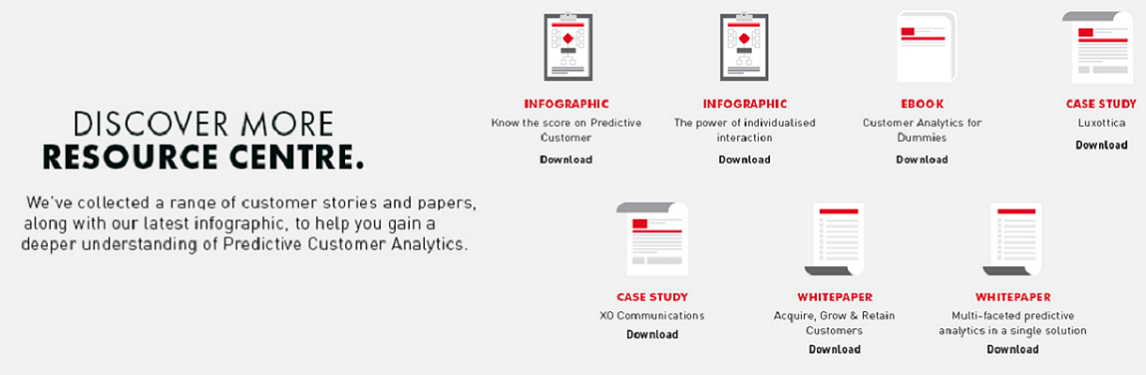 DISCOVER MORE
RESOURCE CENTRE.
We've collected a range of customer stories and papers,
along with our latest infographic, to help you gain a
deeper understanding of Predictive Customer Analytics.
INFOGRAPHIC
Know the score on Predictive
Customer
Download
INFOGRAPHIC
The power of individualised
interaction
Download
EBOOK
Customer Analytics for
Dummies
Download
CASE STUDY
Luxottica
Download
CASE STUDY
XO Communications
Download
WHITEPAPER
Acquire, Grow & Retain
Customers
Download
WHITEPAPER
Multi-faceted predictive
analytics in a single solution
Download